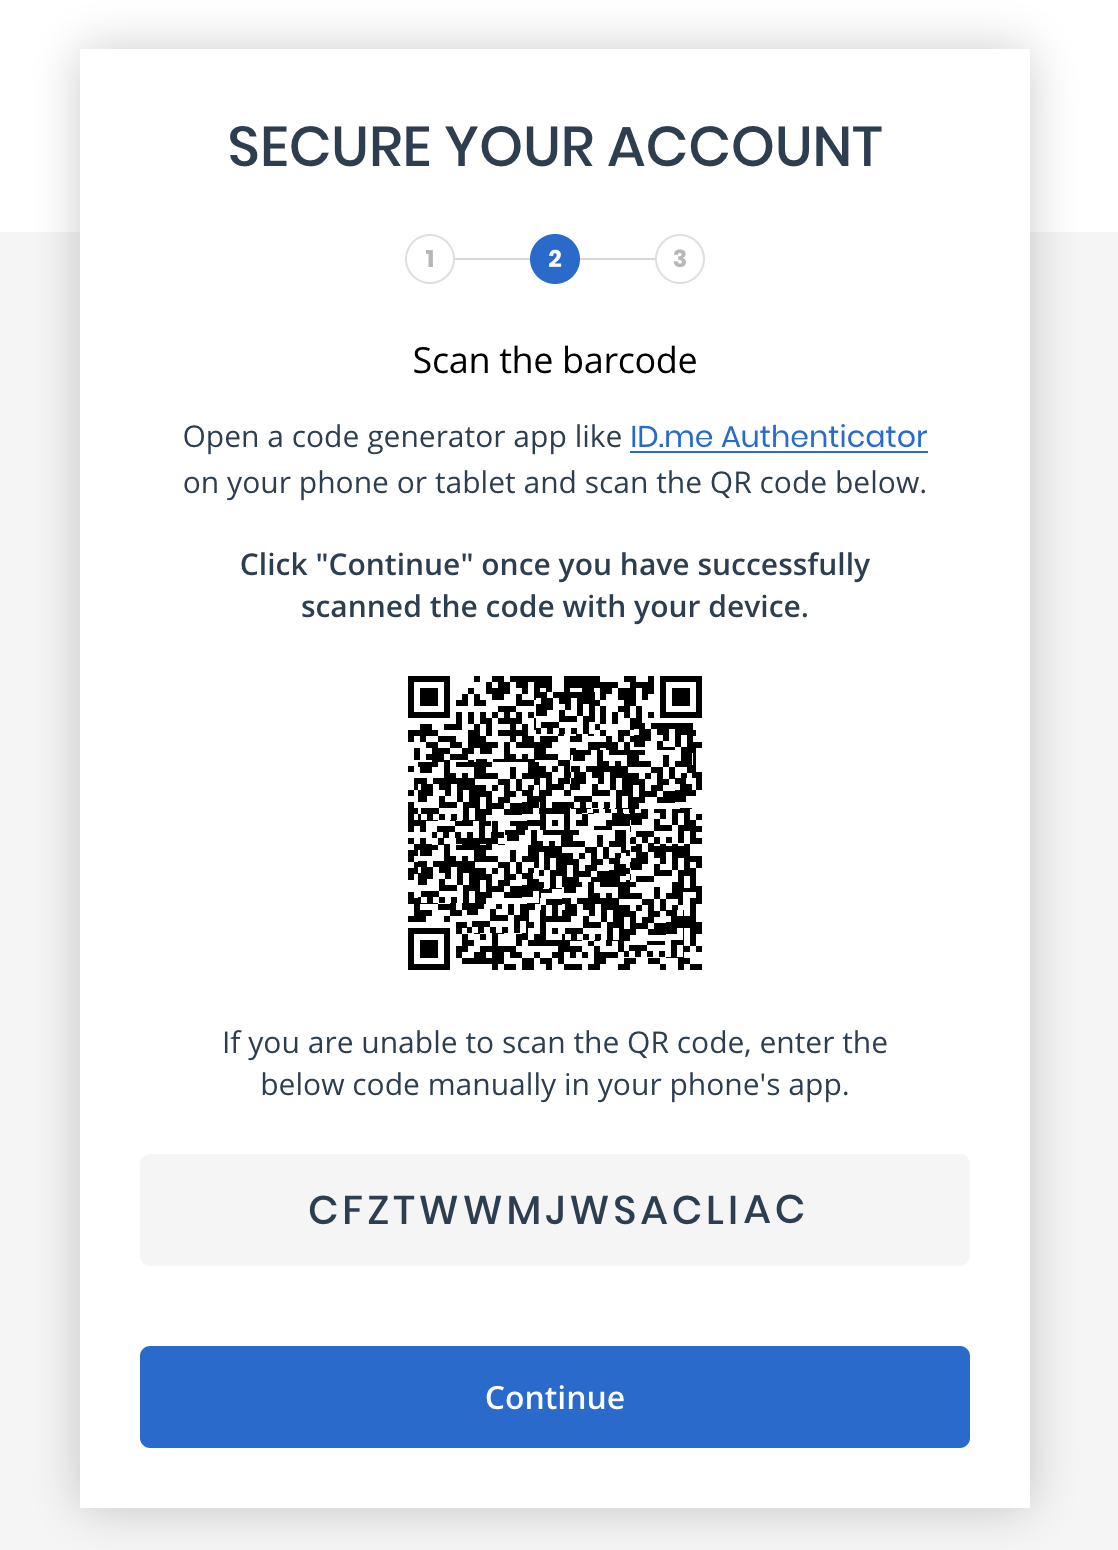 SECURE YOUR ACCOUNT
1 2 3
Scan the barcode
Open a code generator app like ID.me Authenticator
on your phone or tablet and scan the QR code below.
Click "Continue" once you have successfully
scanned the code with your device.
If you are unable to scan the QR code, enter the
below code manually in your phone's app.
CFZTWWMJWSACLIAC
Continue